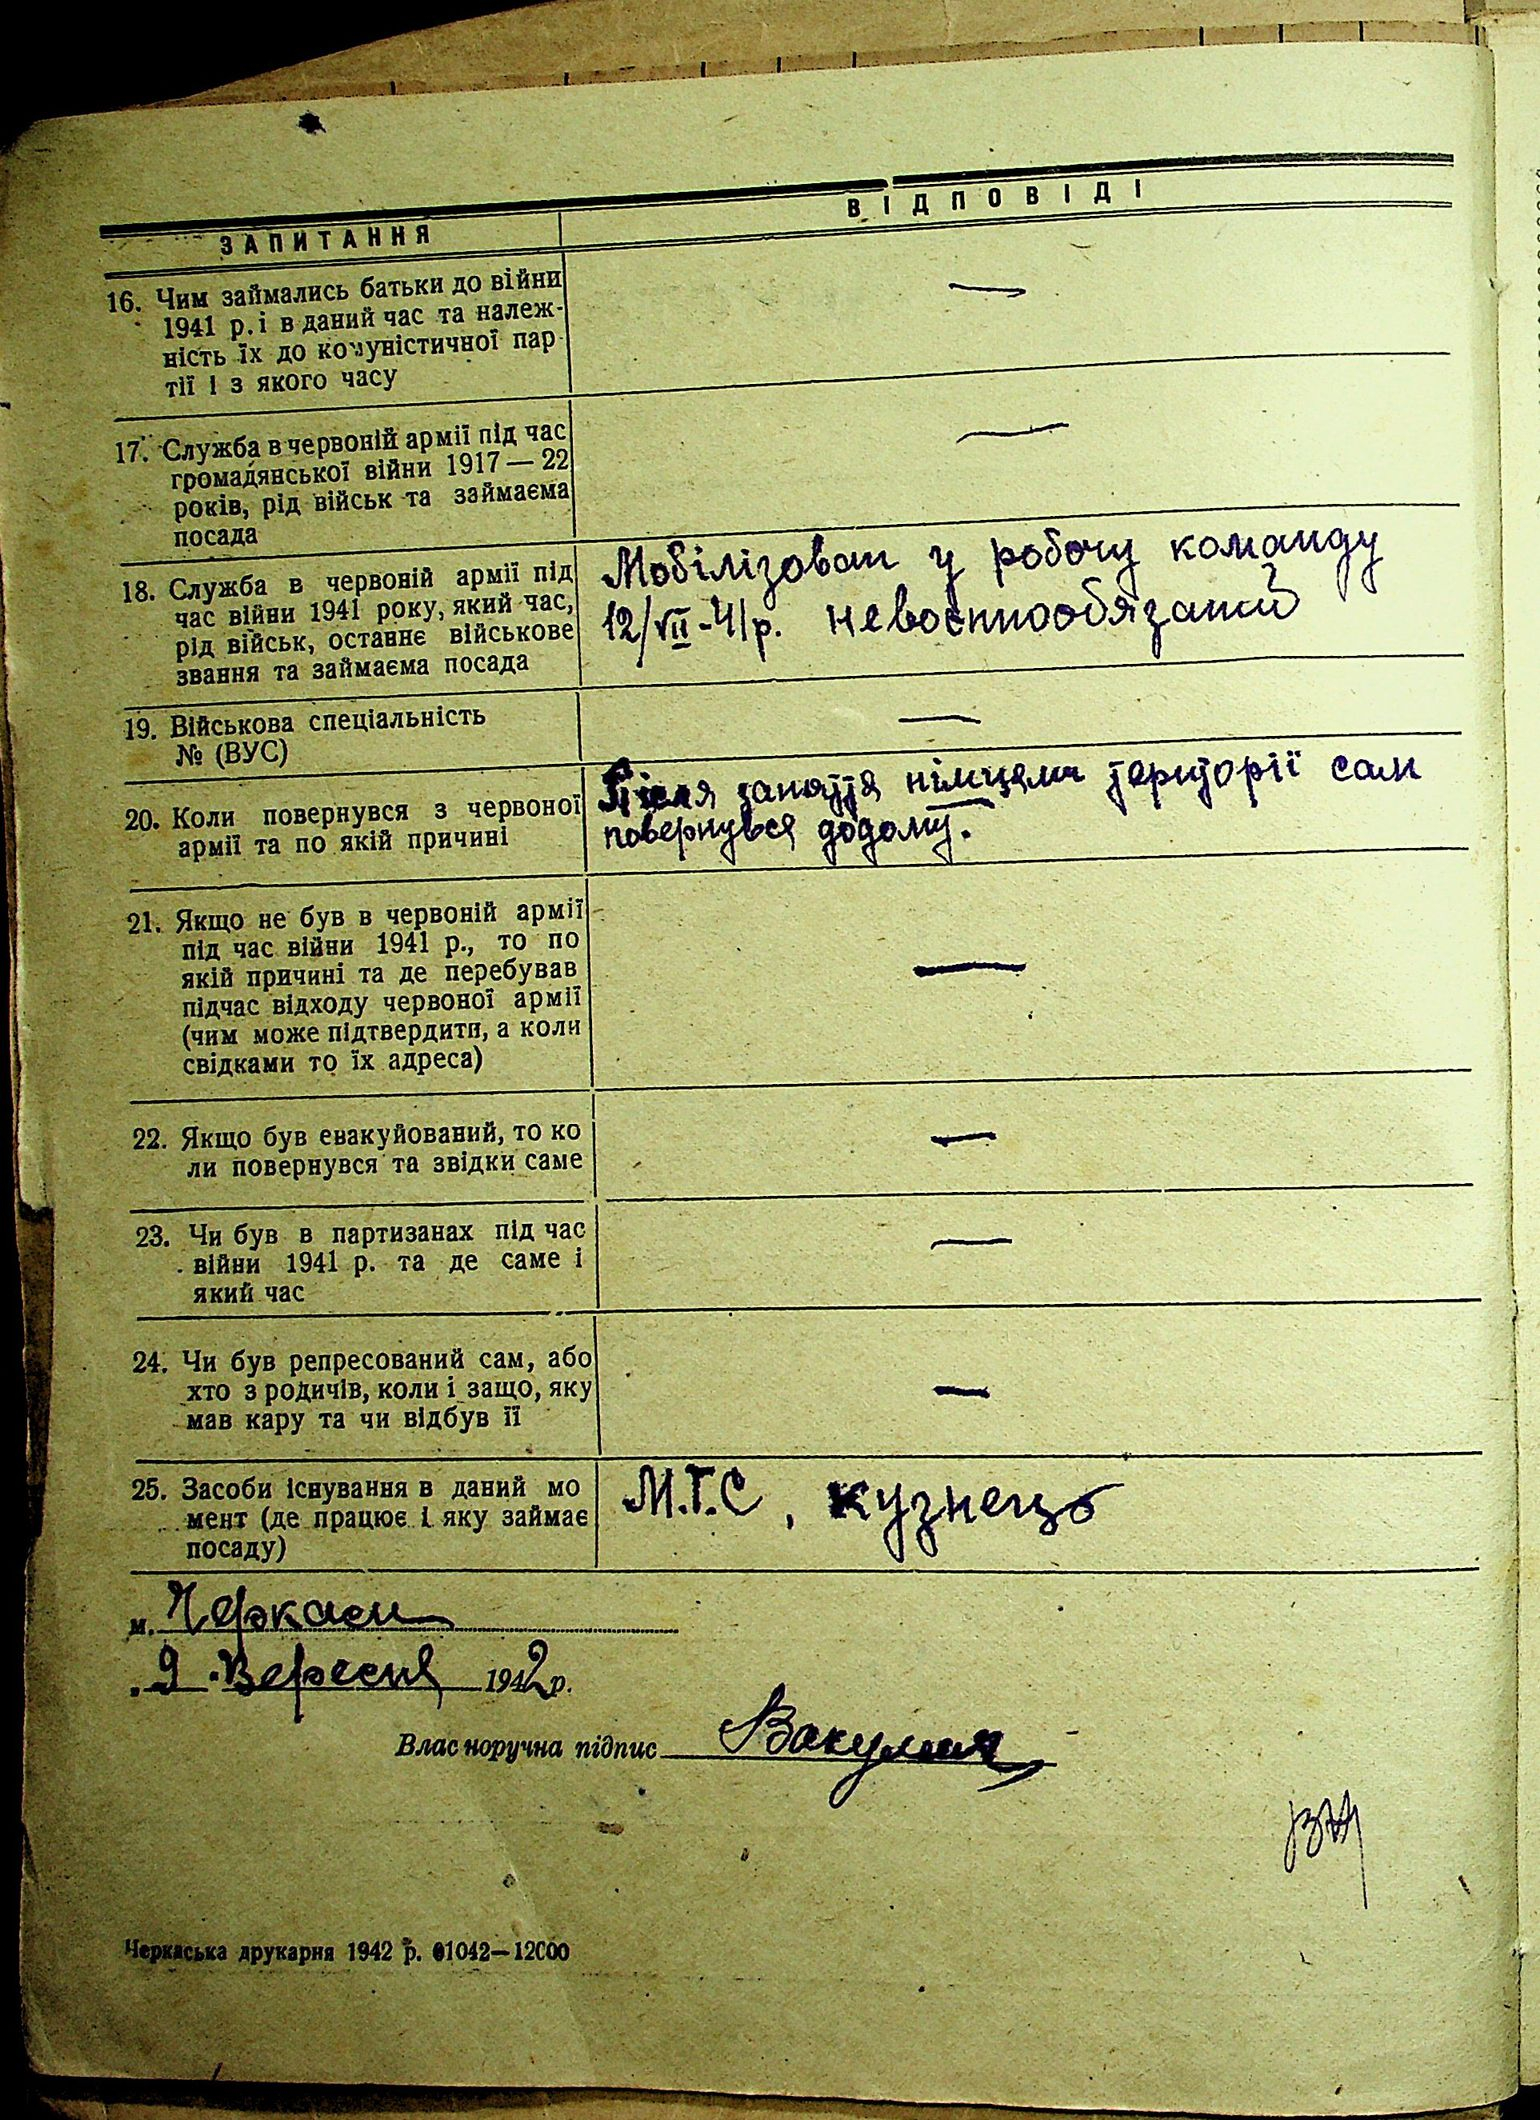 ЗАПИТАННЯ
ВІДПОВІДІ
16. Чим займались батьки до війни
1941 р. і в даний час та належ-
ність їх до комуністичної пар-
тії і з якого часу
—
17. Служба в червоній армії під час
громадянської війни 1917 — 22
років, рід військ та займаєма
посада
—
18. Служба в червоній армії під
час війни 1941 року, який час,
рід військ, останнє військове
звання та займаєма посада
Мобілізован у робочу команду
12/VII-41р. невоєннообязаний
19. Військова спеціальність
№ (ВУС)
—
20. Коли повернувся з червоної
армії та по якій причині
Після заняття німцями території сам
повернувся додому.
21. Якщо не був в червоній армії
під час війни 1941 р., то по
якій причині та де перебував
підчас відходу червоної армії
(чим може підтвердити, а коли
свідками то їх адреса)
—
22. Якщо був евакуйований, то ко
ли повернувся та звідки саме
—
23. Чи був в партизанах під час
війни 1941 р. та де саме і
який час
—
24. Чи був репресований сам, або
хто з родичів, коли і защо, яку
мав кару та чи відбув її
—
25. Засоби існування в даний мо
мент (де працює і яку займає
посаду)
М.Т.С, кузнець
м. Черкаси
9 Вересня 1942 р.
Власноручна підпис
Черкаська друкарня 1942 р. 01042—12000